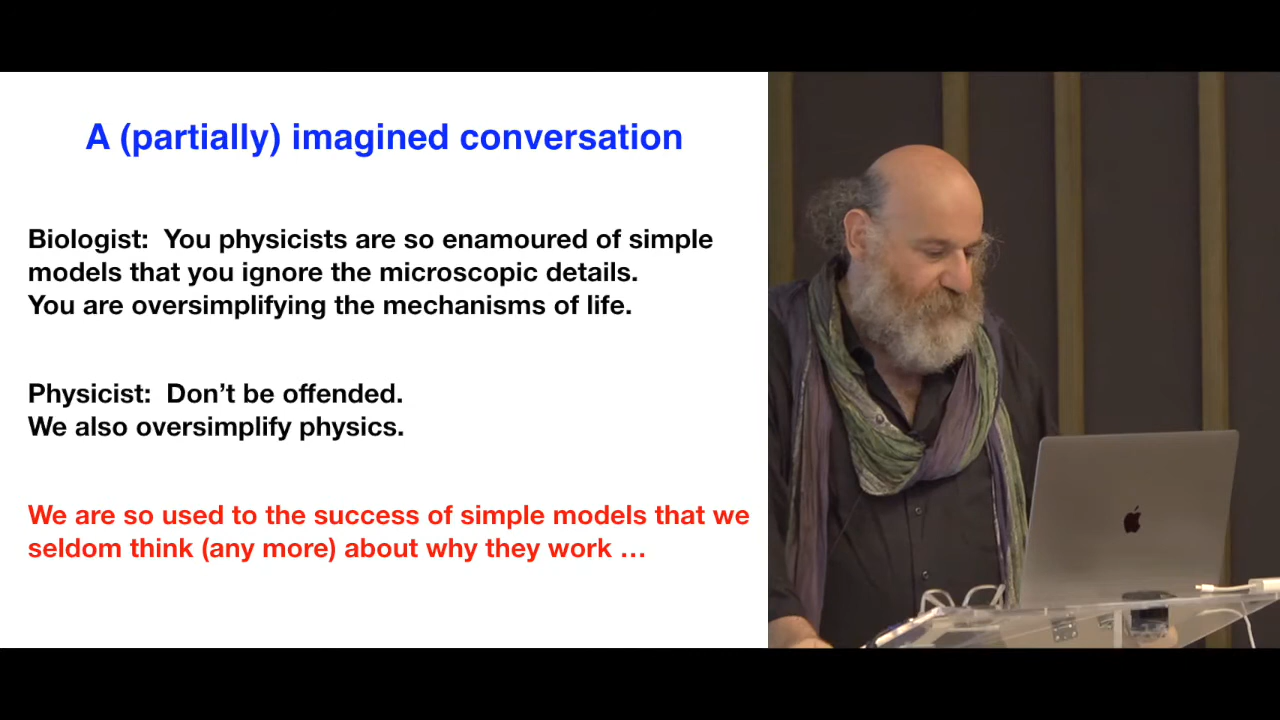 A (partially) imagined conversation
Biologist:  You physicists are so enamoured of simple
models that you ignore the microscopic details.
You are oversimplifying the mechanisms of life.
Physicist:  Don’t be offended.
We also oversimplify physics.
We are so used to the success of simple models that we
seldom think (any more) about why they work …